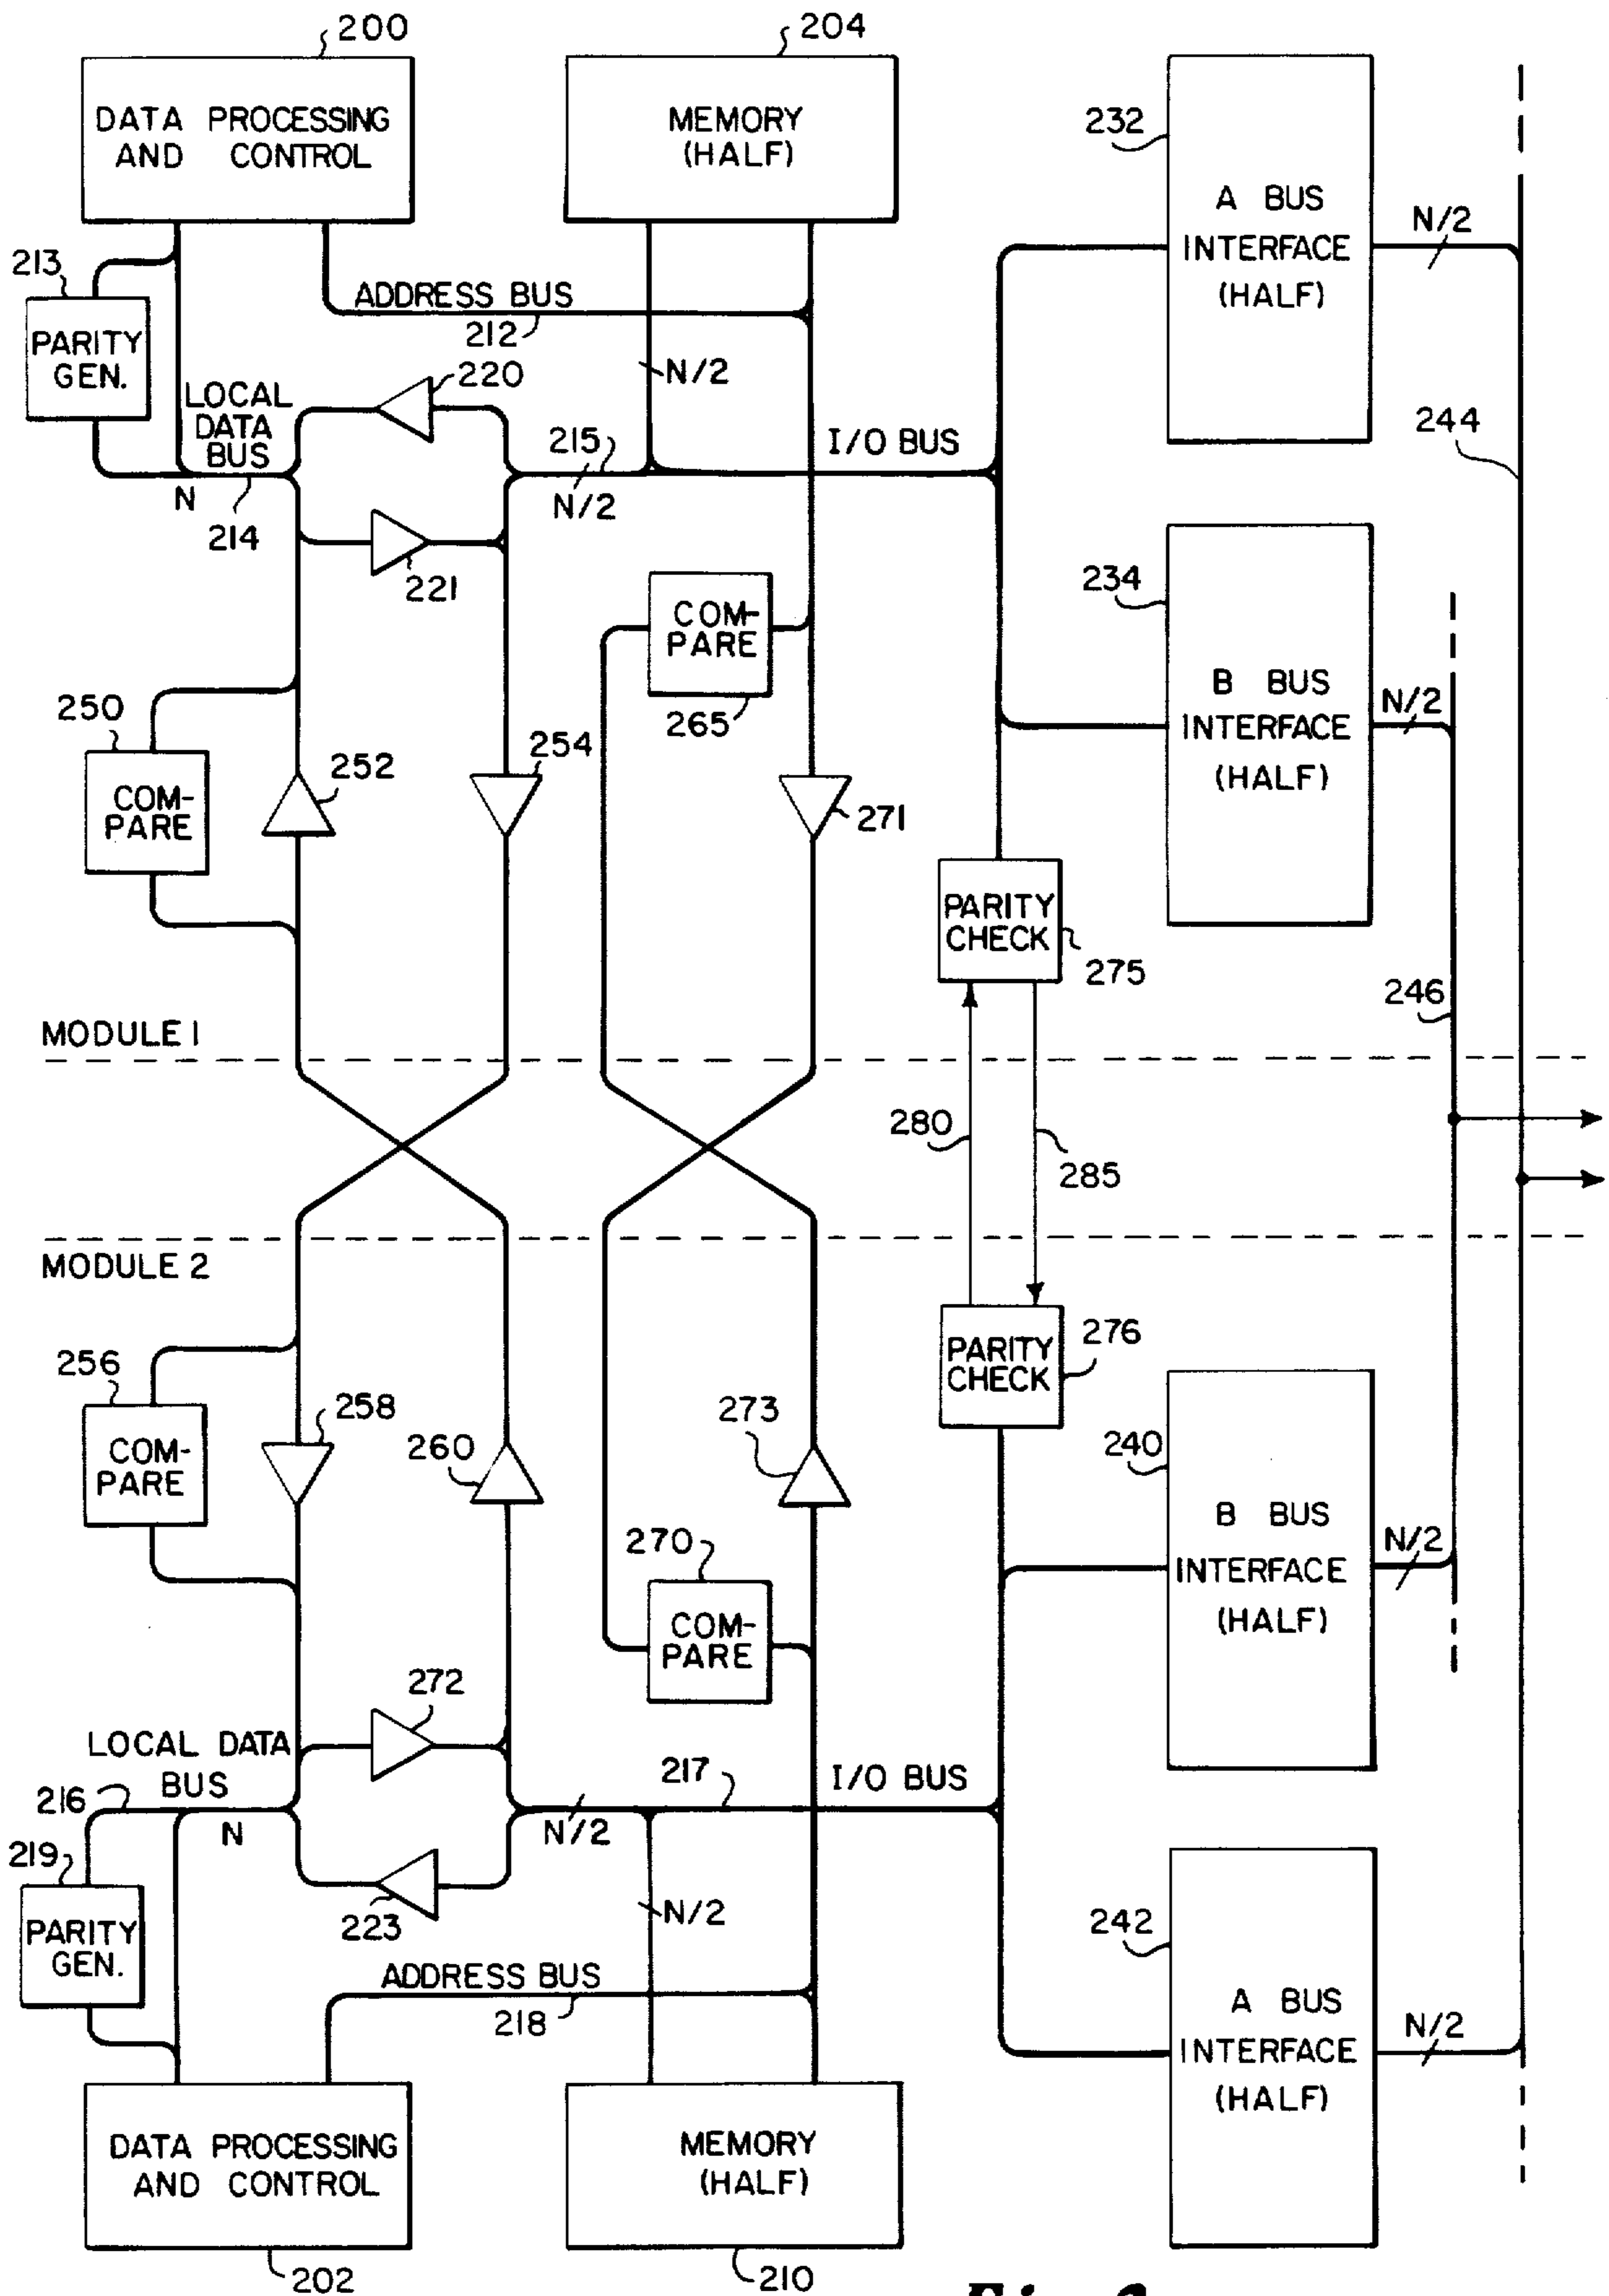 200
204
DATA PROCESSING
AND CONTROL
MEMORY
(HALF)
232
A BUS
INTERFACE
(HALF)
N/2
213
PARITY
GEN.
ADDRESS BUS
212
N/2
220
LOCAL
DATA
BUS
N
214
221
215
N/2
I/O BUS
244
234
B BUS
INTERFACE
(HALF)
N/2
COM-
PARE
265
250
COM-
PARE
252
254
271
PARITY
CHECK
275
246
MODULE 1
280
285
MODULE 2
256
COM-
PARE
258
260
273
PARITY
CHECK
276
240
B BUS
INTERFACE
(HALF)
N/2
270
COM-
PARE
272
LOCAL DATA
BUS
216
N
N/2
217
I/O BUS
219
PARITY
GEN.
223
N/2
242
A BUS
INTERFACE
(HALF)
N/2
ADDRESS BUS
218
DATA PROCESSING
AND CONTROL
MEMORY
(HALF)
202
210